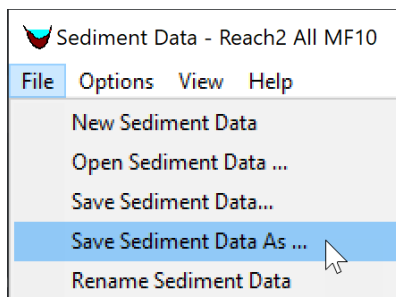 Sediment Data - Reach2 All MF10
File Options View Help
New Sediment Data
Open Sediment Data ...
Save Sediment Data...
Save Sediment Data As ...
Rename Sediment Data